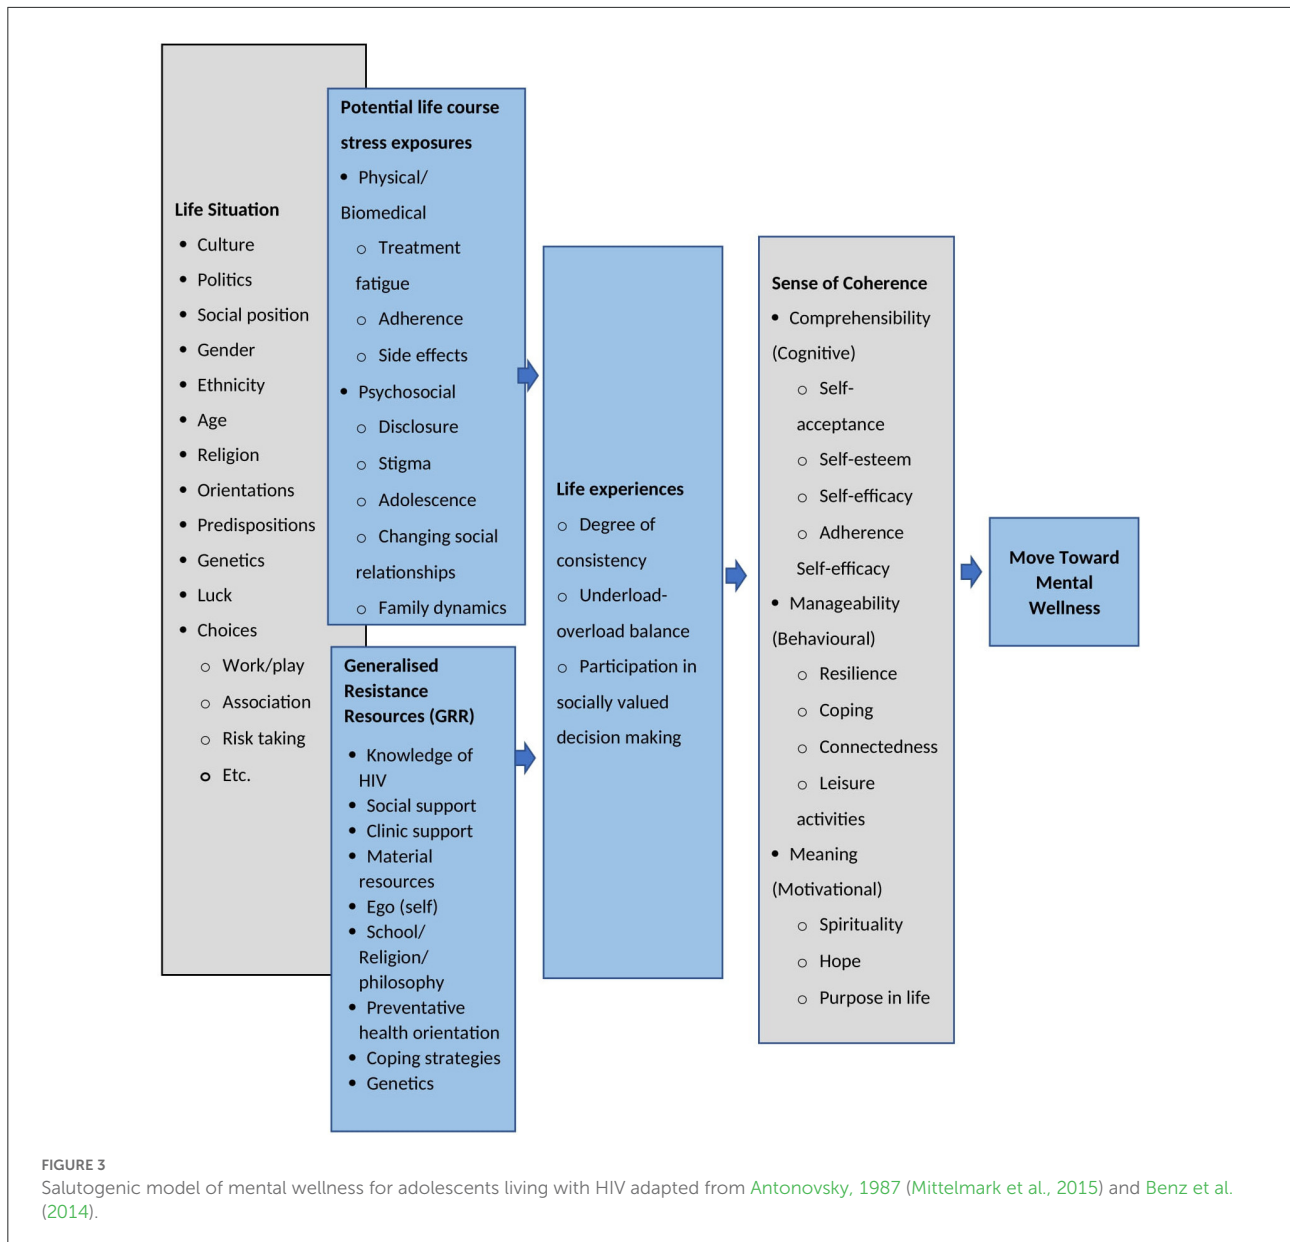 Life Situation
• Culture
• Politics
• Social position
• Gender
• Ethnicity
• Age
• Religion
• Orientations
• Predispositions
• Genetics
• Luck
• Choices
o Work/play
o Association
o Risk taking
o Etc.
Potential life course
stress exposures
• Physical/
Biomedical
o Treatment
fatigue
o Adherence
o Side effects
• Psychosocial
o Disclosure
o Stigma
o Adolescence
o Changing social
relationships
o Family dynamics
Generalised
Resistance
Resources (GRR)
• Knowledge of
HIV
• Social support
• Clinic support
• Material
resources
• Ego (self)
• School/
Religion/
philosophy
• Preventative
health orientation
• Coping strategies
• Genetics
Life experiences
o Degree of
consistency
o Underload-
overload balance
o Participation in
socially valued
decision making
Sense of Coherence
• Comprehensibility
(Cognitive)
o Self-
acceptance
o Self-esteem
o Self-efficacy
o Adherence
Self-efficacy
• Manageability
(Behavioural)
o Resilience
o Coping
o Connectedness
o Leisure
activities
• Meaning
(Motivational)
o Spirituality
o Hope
o Purpose in life
Move Toward
Mental
Wellness
FIGURE 3
Salutogenic model of mental wellness for adolescents living with HIV adapted from Antonovsky, 1987 (Mittelmark et al., 2015) and Benz et al.
(2014).